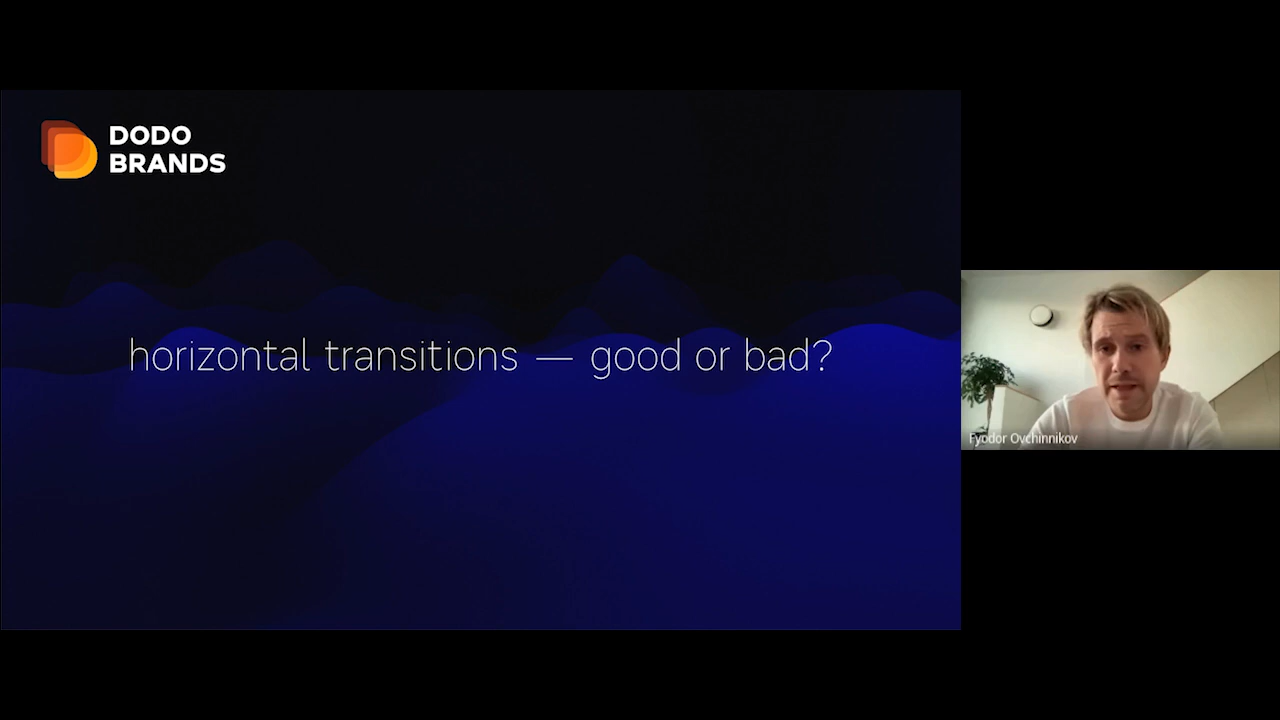 DODO
BRANDS
horizontal transitions — good or bad?
Fyodor Ovchinnikov